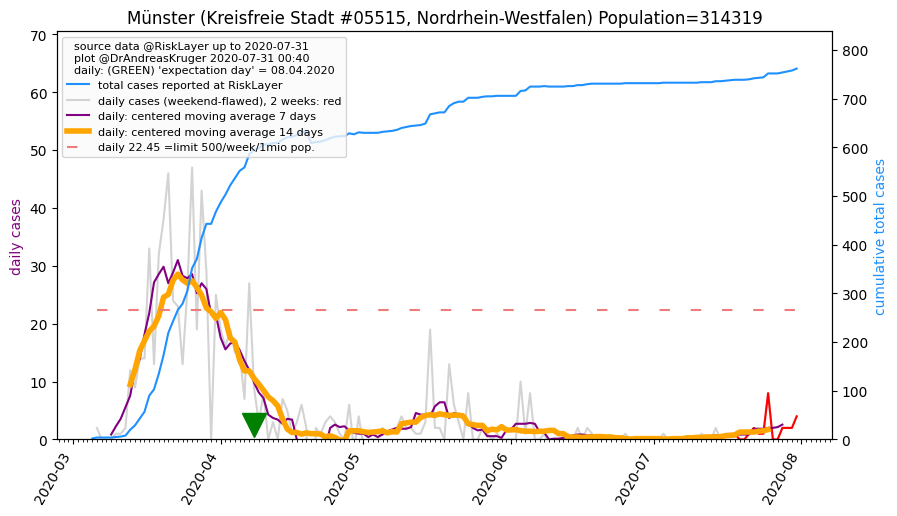 Münster (Kreisfreie Stadt #05515, Nordrhein-Westfalen) Population=314319
source data @RiskLayer up to 2020-07-31
plot @DrAndreasKruger 2020-07-31 00:40
daily: (GREEN) 'expectation day' = 08.04.2020
total cases reported at RiskLayer
daily cases (weekend-flawed), 2 weeks: red
daily: centered moving average 7 days
daily: centered moving average 14 days
daily 22.45 =limit 500/week/1mio pop.
daily cases
70
60
50
40
30
20
10
0
cumulative total cases
800
700
600
500
400
300
200
100
0
2020-03
2020-04
2020-05
2020-06
2020-07
2020-08